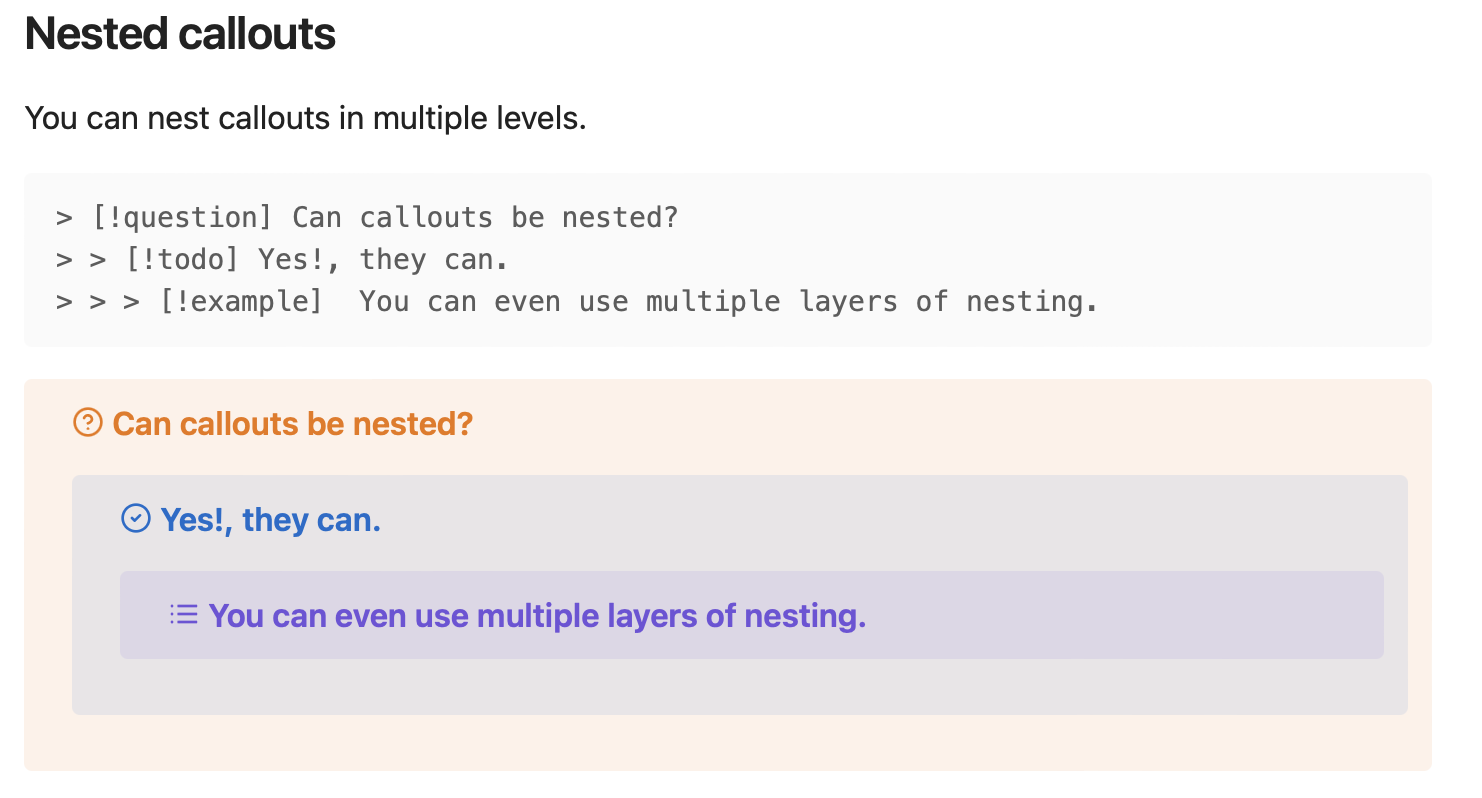 Nested callouts
You can nest callouts in multiple levels.
> [!question] Can callouts be nested?
> > [!todo] Yes!, they can.
> > > [!example]  You can even use multiple layers of nesting.
Can callouts be nested?
Yes!, they can.
You can even use multiple layers of nesting.